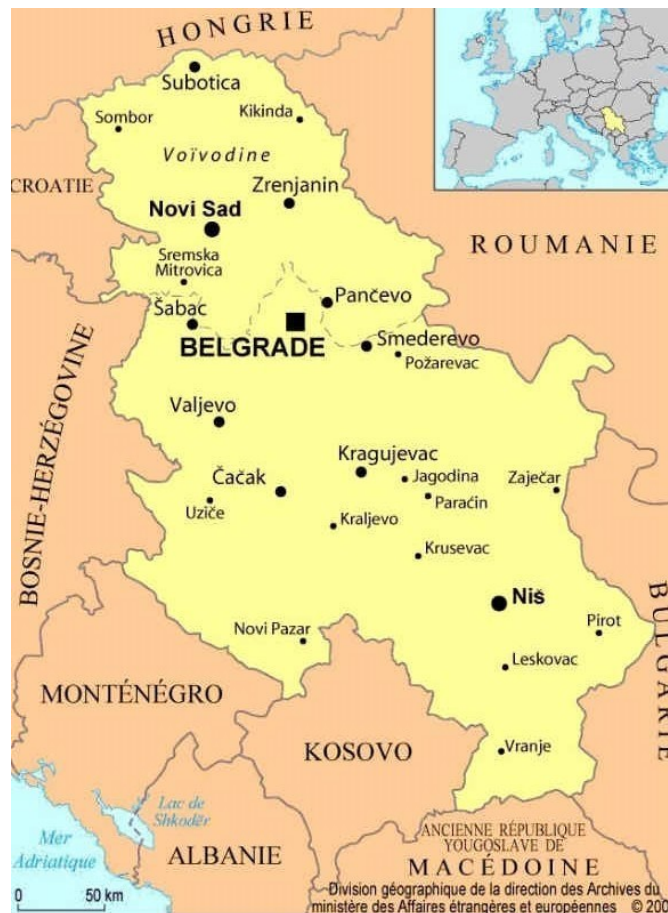 HONGRIE
Subotica
Sombor
Kikinda
Voïvodine
CROATIE
Zrenjanin
Novi Sad
ROUMANIE
Sremska
Mitrovica
Pančevo
Šabac
BELGRADE
Smederevo
Požarevac
BOSNIE-HERZÉGOVINE
Valjevo
Kragujevac
Čačak
Jagodina
Zaječar
Uziče
Paraćin
Kraljevo
Krusevac
Niš
BULGARIE
Pirot
Novi Pazar
Leskovac
MONTÉNÉGRO
KOSOVO
Vranje
Lac de
Shkodër
Mer
Adriatique
ALBANIE
ANCIENNE RÉPUBLIQUE
YOUGOSLAVE DE
MACÉDOINE
0 50 km
Division géographique de la direction des Archives du
ministère des Affaires étrangères et européennes © 200